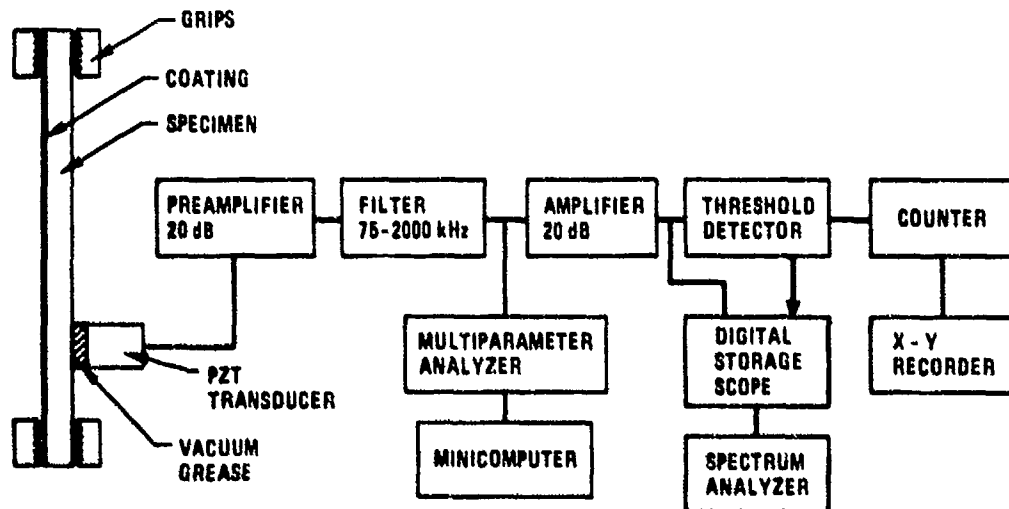 GRIPS
COATING
SPECIMEN
PREAMPLIFIER
20 dB
FILTER
75-2000 kHz
AMPLIFIER
20 dB
THRESHOLD
DETECTOR
COUNTER
MULTIPARAMETER
ANALYZER
DIGITAL
STORAGE
SCOPE
X-Y
RECORDER
PZT
TRANSDUCER
VACUUM
GREASE
MINICOMPUTER
SPECTRUM
ANALYZER